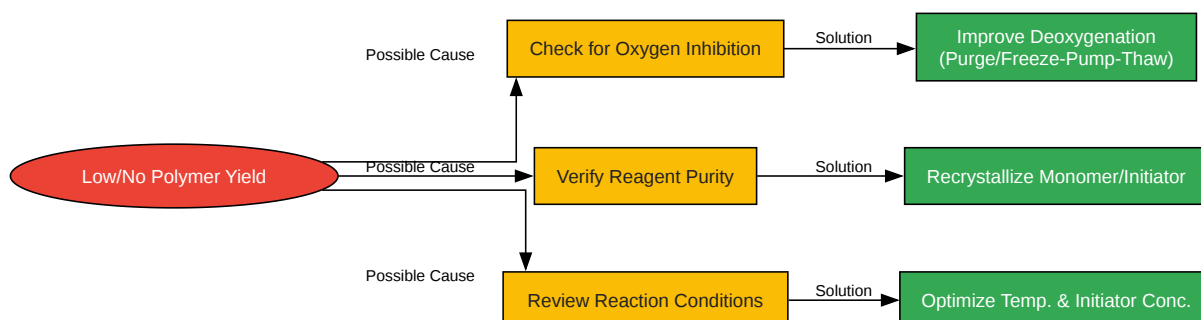 Possible Cause
Check for Oxygen Inhibition
Solution
Improve Deoxygenation
(Purge/Freeze-Pump-Thaw)
Low/No Polymer Yield
Possible Cause
Verify Reagent Purity
Solution
Recrystallize Monomer/Initiator
Possible Cause
Review Reaction Conditions
Solution
Optimize Temp. & Initiator Conc.